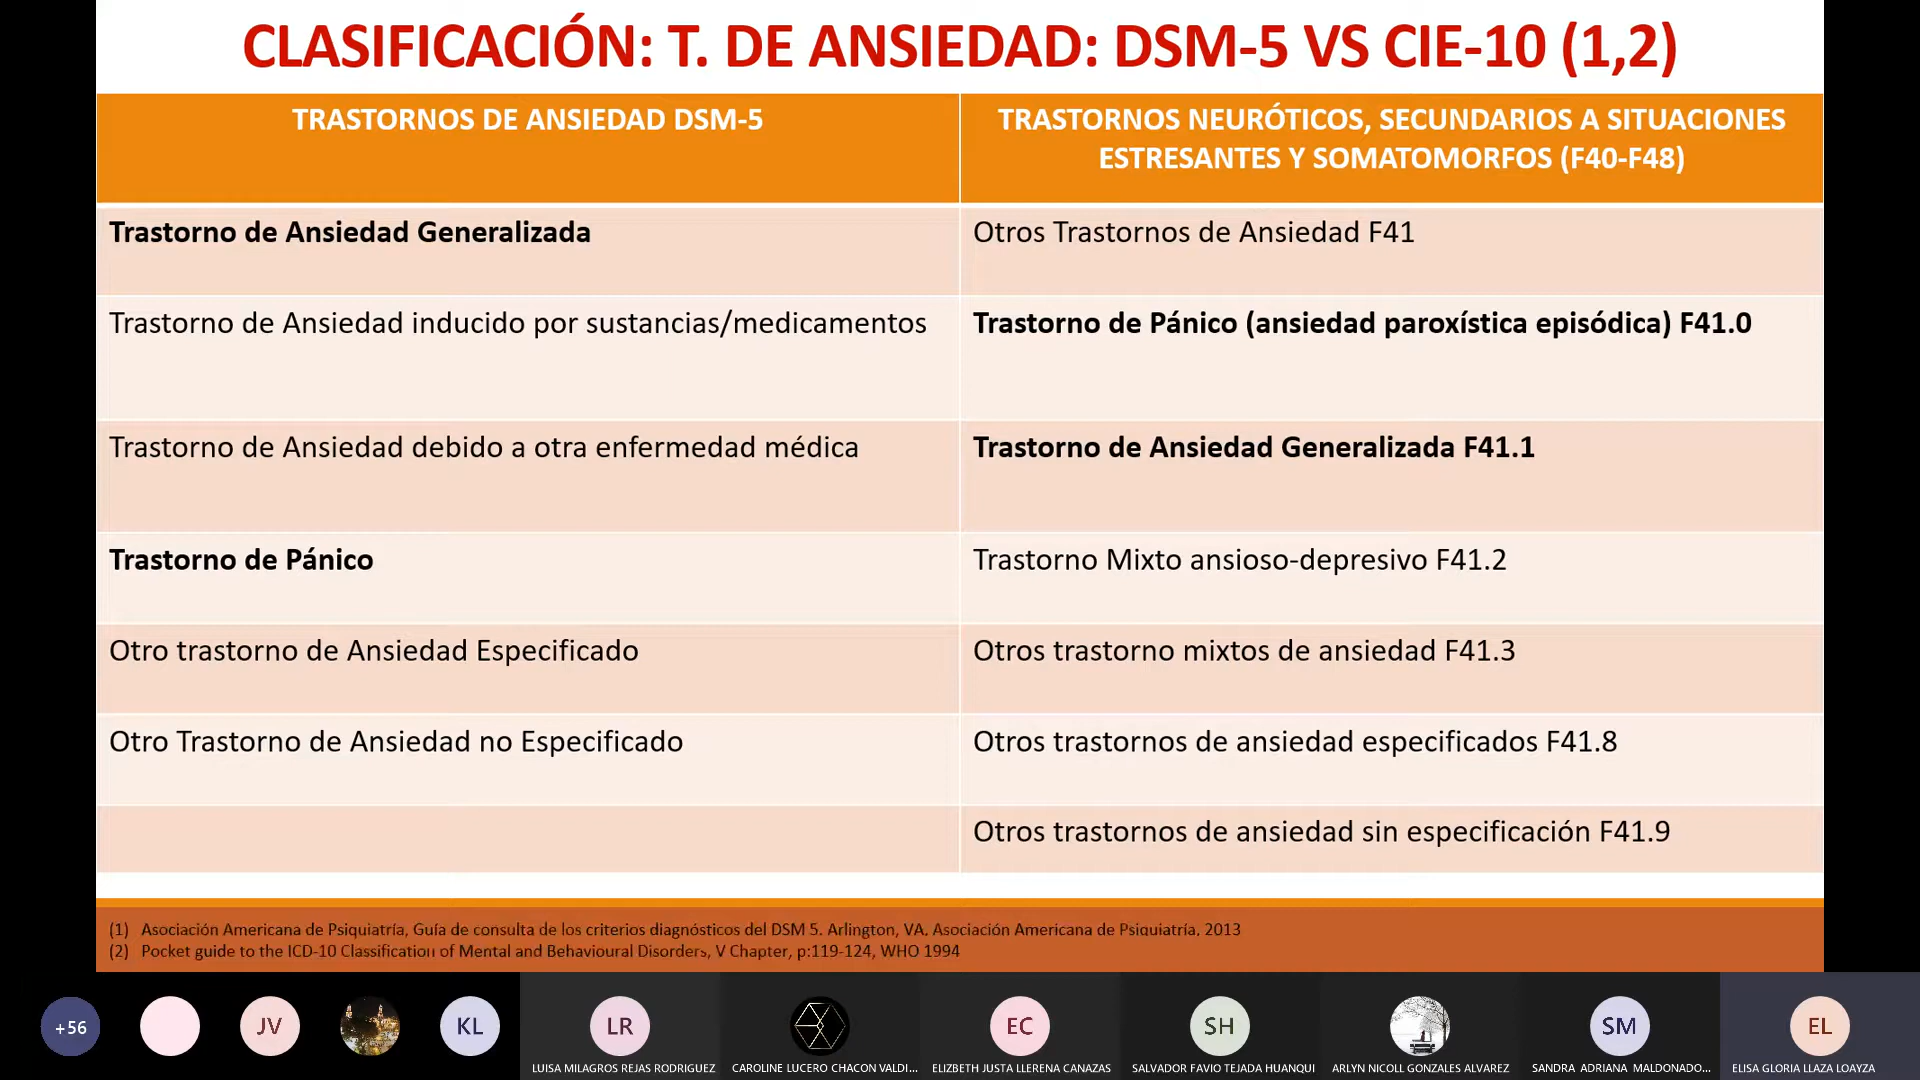 CLASIFICACIÓN: T. DE ANSIEDAD: DSM-5 VS CIE-10 (1,2)
TRASTORNOS DE ANSIEDAD DSM-5
TRASTORNOS NEURÓTICOS, SECUNDARIOS A SITUACIONES
ESTRESANTES Y SOMATOMORFOS (F40-F48)
Trastorno de Ansiedad Generalizada
Otros Trastornos de Ansiedad F41
Trastorno de Ansiedad inducido por sustancias/medicamentos
Trastorno de Pánico (ansiedad paroxística episódica) F41.0
Trastorno de Ansiedad debido a otra enfermedad médica
Trastorno de Ansiedad Generalizada F41.1
Trastorno de Pánico
Trastorno Mixto ansioso-depresivo F41.2
Otro trastorno de Ansiedad Especificado
Otros trastorno mixtos de ansiedad F41.3
Otro Trastorno de Ansiedad no Especificado
Otros trastornos de ansiedad especificados F41.8
Otros trastornos de ansiedad sin especificación F41.9
(1) Asociación Americana de Psiquiatría, Guía de consulta de los criterios diagnósticos del DSM 5. Arlington, VA. Asociación Americana de Psiquiatría. 2013
(2) Pocket guide to the ICD-10 Classification of Mental and Behavioural Disorders, V Chapter, p:119-124, WHO 1994
+56
JV
KL
LR
EC
SH
SM
EL
LUISA MILAGROS REJAS RODRIGUEZ
CAROLINE LUCERO CHACON VALDI...
ELIZBETH JUSTA LLERENA CANAZAS
SALVADOR FAVIO TEJADA HUANQUI
ARLYN NICOLL GONZALES ALVAREZ
SANDRA ADRIANA MALDONADO...
ELISA GLORIA LLAZA LOAYZA